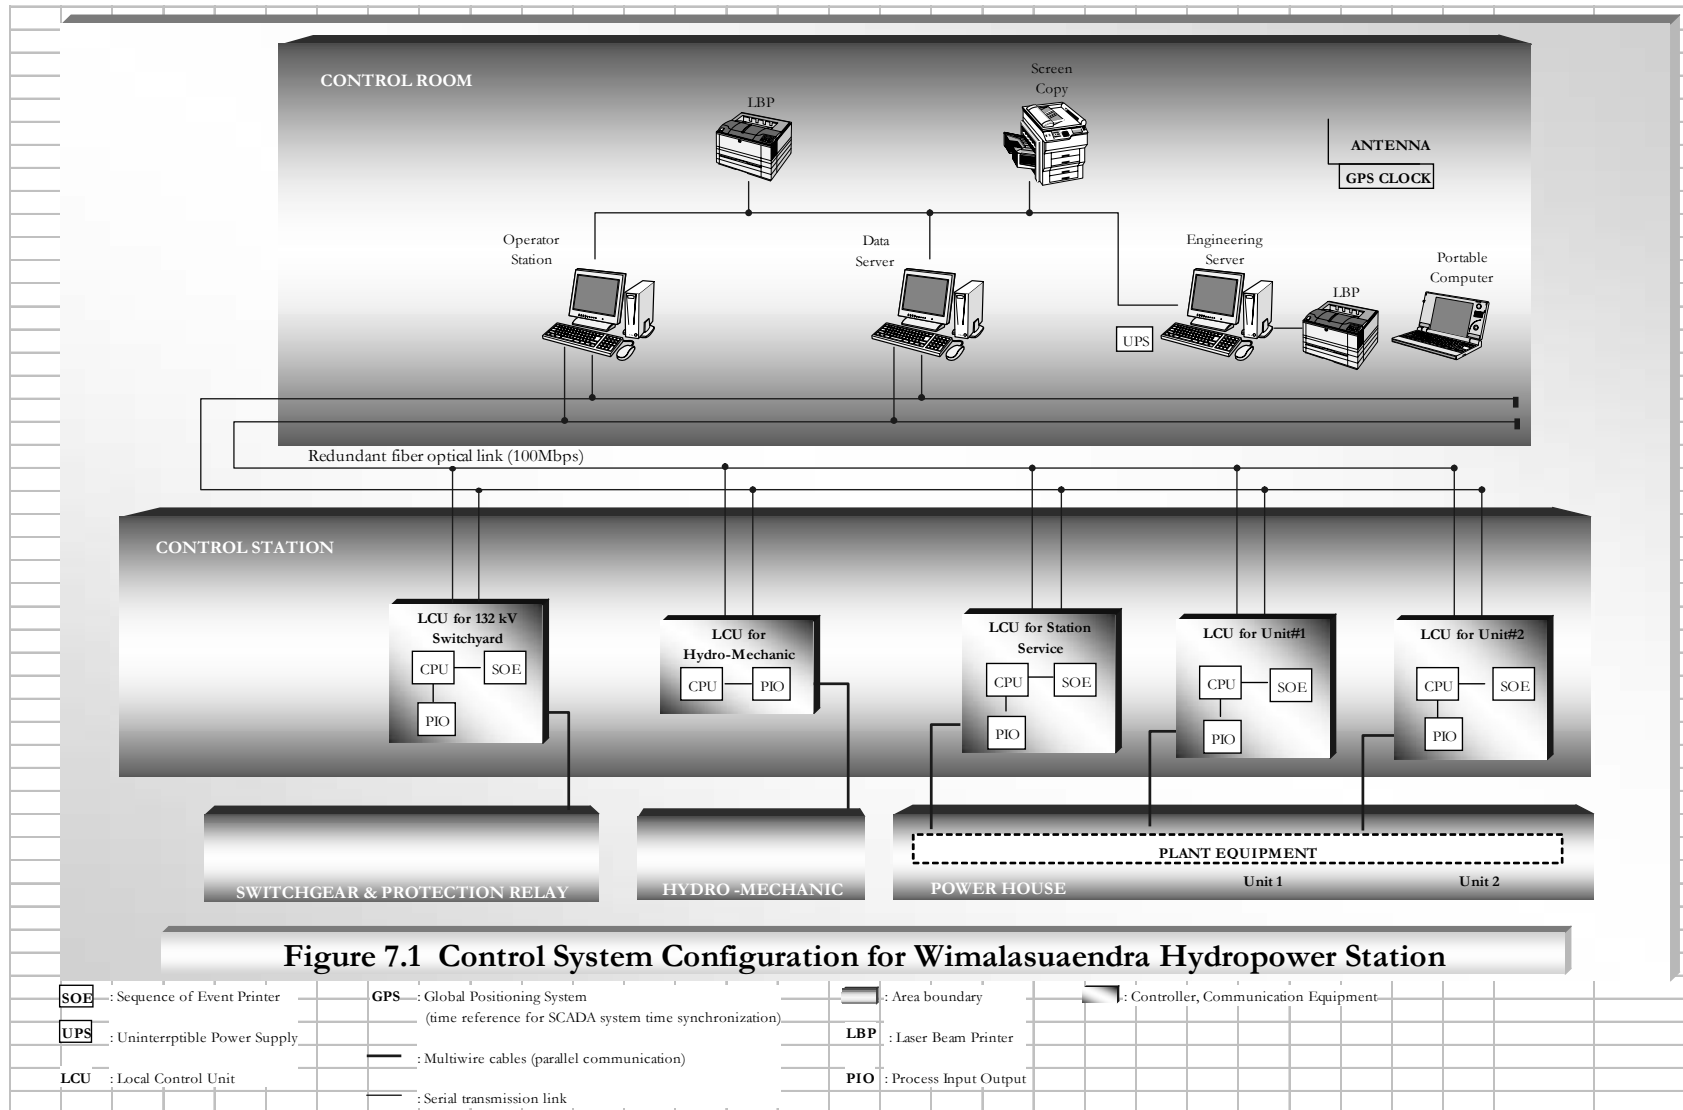 CONTROL ROOM
Screen
Copy
LBP
ANTENNA
GPS CLOCK
Operator
Station
Data
Server
Engineering
Server
Portable
Computer
LBP
UPS
Redundant fiber optical link (100Mbps)
CONTROL STATION
LCU for 132 kV
Switchyard
CPU
SOE
PIO
LCU for
Hydro-Mechanic
CPU
PIO
LCU for Station
Service
CPU
SOE
PIO
LCU for Unit#1
CPU
SOE
PIO
LCU for Unit#2
CPU
SOE
PIO
SWITCHGEAR & PROTECTION RELAY
HYDRO -MECHANIC
PLANT EQUIPMENT
POWER HOUSE
Unit 1
Unit 2
Figure 7.1 Control System Configuration for Wimalasuaendra Hydropower Station
SOE : Sequence of Event Printer
UPS : Uninterrptible Power Supply
LCU : Local Control Unit
GPS : Global Positioning System
(time reference for SCADA system time synchronization)
: Multiwire cables (parallel communication)
: Serial transmission link
: Area boundary
LBP : Laser Beam Printer
PIO : Process Input Output
: Controller, Communication Equipment